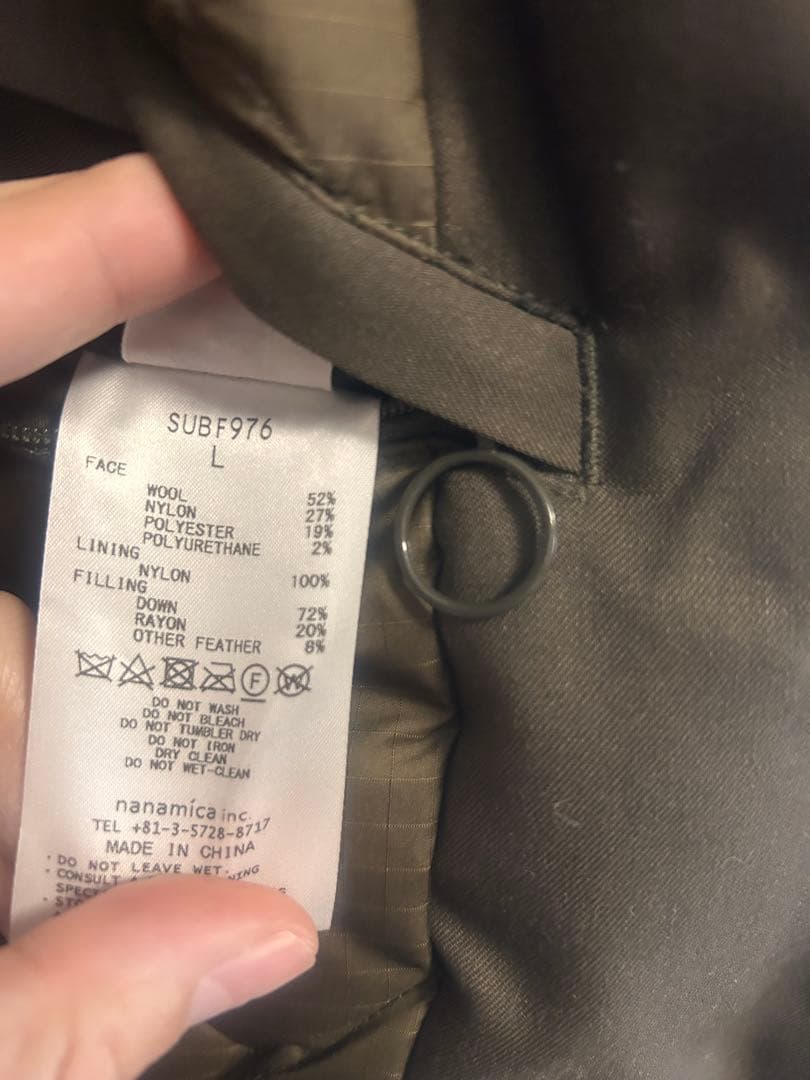 SUBF976
L
FACE
WOOL 52%
NYLON 27%
POLYESTER 19%
POLYURETHANE 2%
LINING
NYLON 100%
FILLING
DOWN 72%
RAYON 20%
OTHER FEATHER 8%
F W
DO NOT WASH
DO NOT BLEACH
DO NOT TUMBLER DRY
DO NOT IRON
DRY CLEAN
DO NOT WET-CLEAN
nanamica inc.
TEL +81-3-5728-8717
MADE IN CHINA
・DO NOT LEAVE WET.
・CONSULT